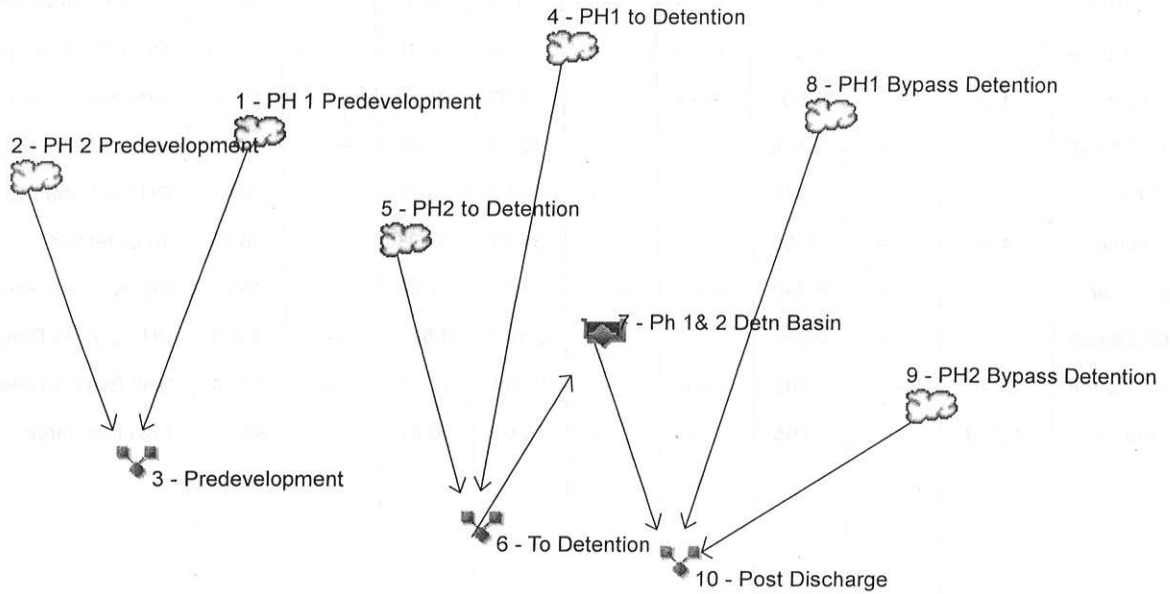 4 - PH1 to Detention
8 - PH1 Bypass Detention
1 - PH 1 Predevelopment
2 - PH 2 Predevelopment
5 - PH2 to Detention
7 - Ph 1& 2 Detn Basin
9 - PH2 Bypass Detention
3 - Predevelopment
6 - To Detention
10 - Post Discharge